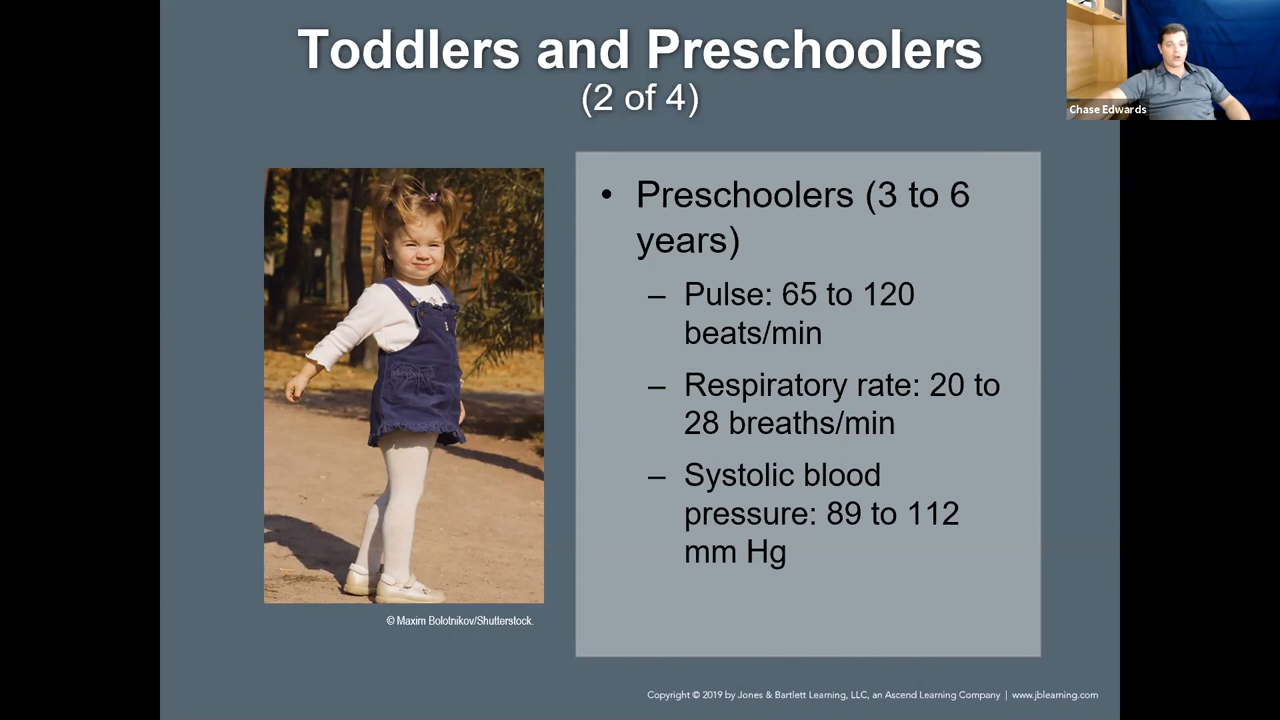 Toddlers and Preschoolers
(2 of 4)
Chase Edwards
• Preschoolers (3 to 6
years)
– Pulse: 65 to 120
beats/min
– Respiratory rate: 20 to
28 breaths/min
– Systolic blood
pressure: 89 to 112
mm Hg
© Maxim Bolotnikov/Shutterstock.
Copyright © 2019 by Jones & Bartlett Learning, LLC, an Ascend Learning Company | www.jblearning.com